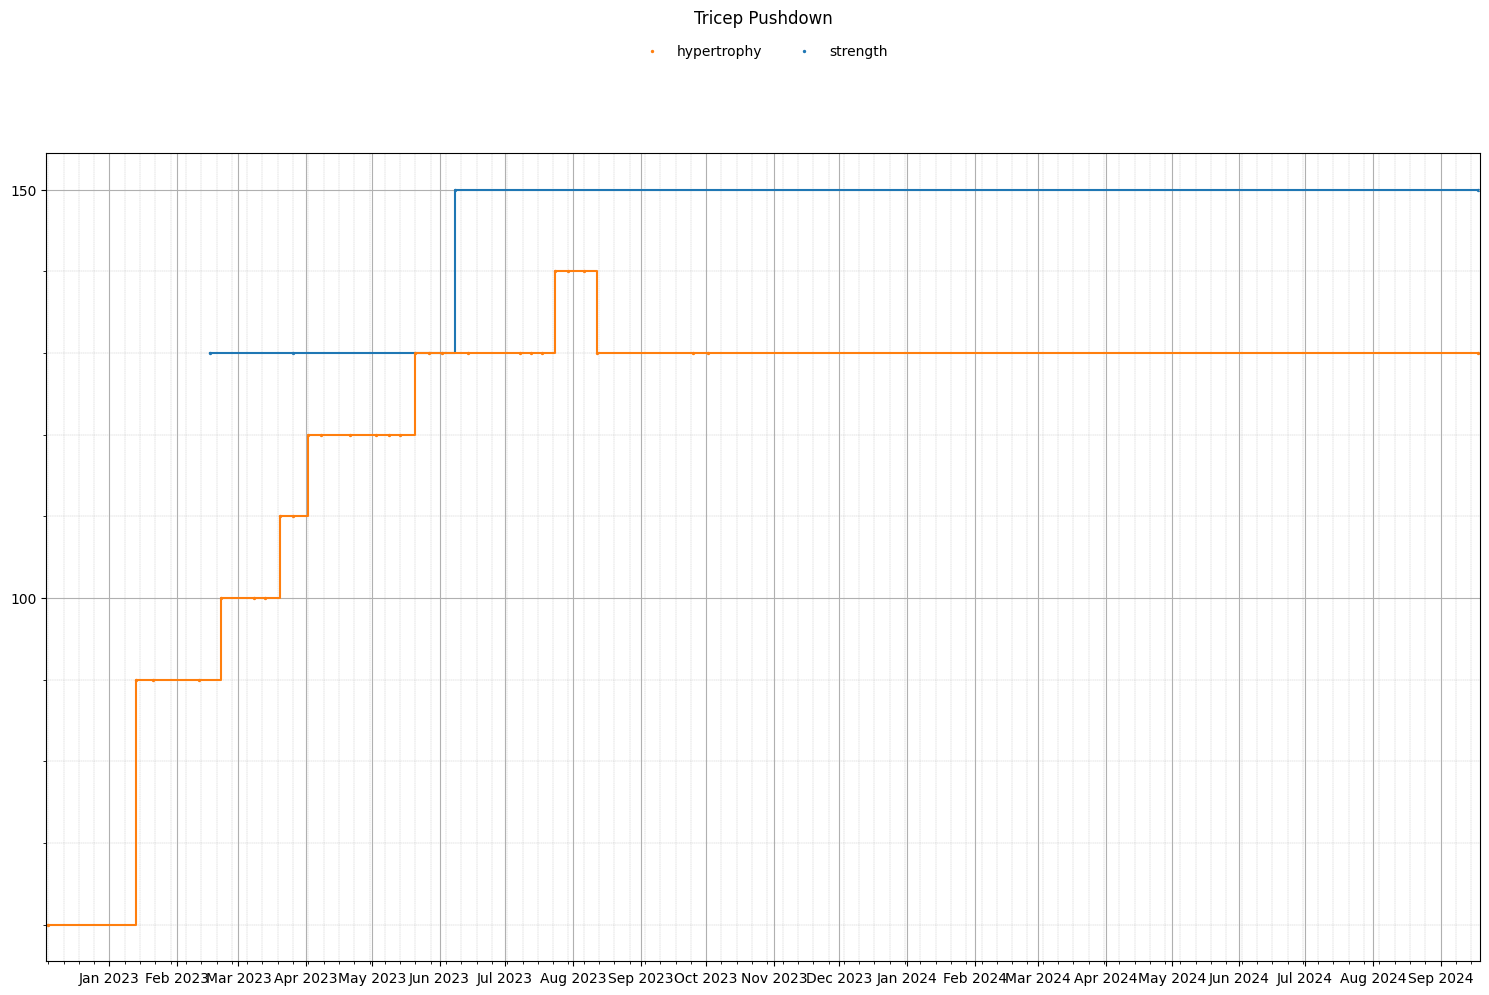 Tricep Pushdown
hypertrophy strength
150
100
Jan 2023 Feb 2023 Mar 2023 Apr 2023 May 2023 Jun 2023 Jul 2023 Aug 2023 Sep 2023 Oct 2023 Nov 2023 Dec 2023 Jan 2024 Feb 2024 Mar 2024 Apr 2024 May 2024 Jun 2024 Jul 2024 Aug 2024 Sep 2024